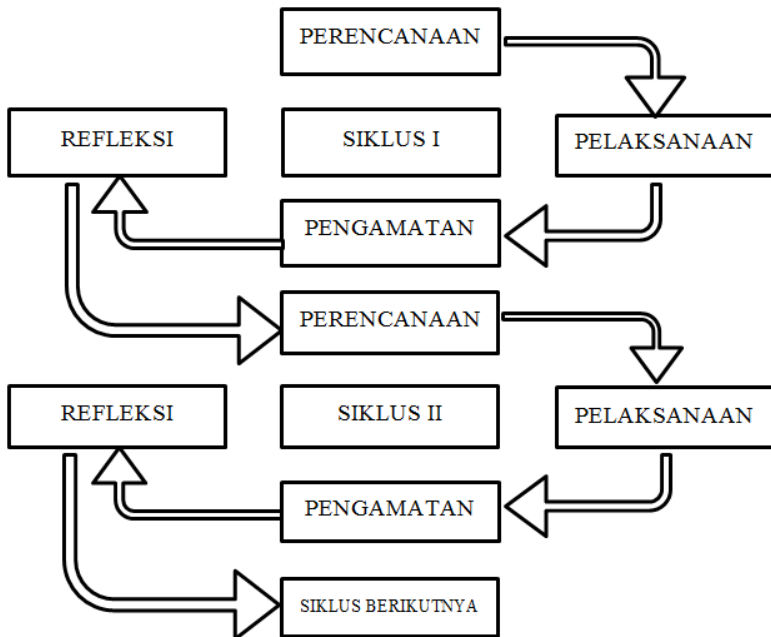 PERENCANAAN
REFLEKSI
SIKLUS I
PELAKSANAAN
PENGAMATAN
PERENCANAAN
REFLEKSI
SIKLUS II
PELAKSANAAN
PENGAMATAN
SIKLUS BERIKUTNYA